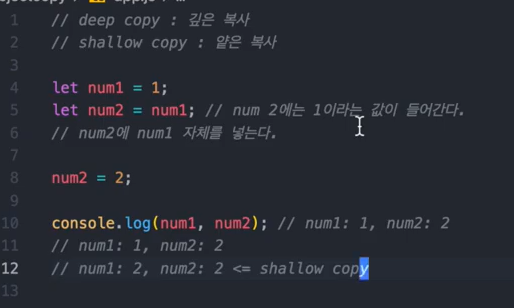 1 // deep copy : 깊은 복사
2 // shallow copy : 얕은 복사
3
4 let num1 = 1;
5 let num2 = num1; // num 2에는 1이라는 값이 들어간다.
6 // num2에 num1 자체를 넣는다.
7
8 num2 = 2;
9
10 console.log(num1, num2); // num1: 1, num2: 2
11 // num1: 1, num2: 2
12 // num1: 2, num2: 2 <= shallow copy
13